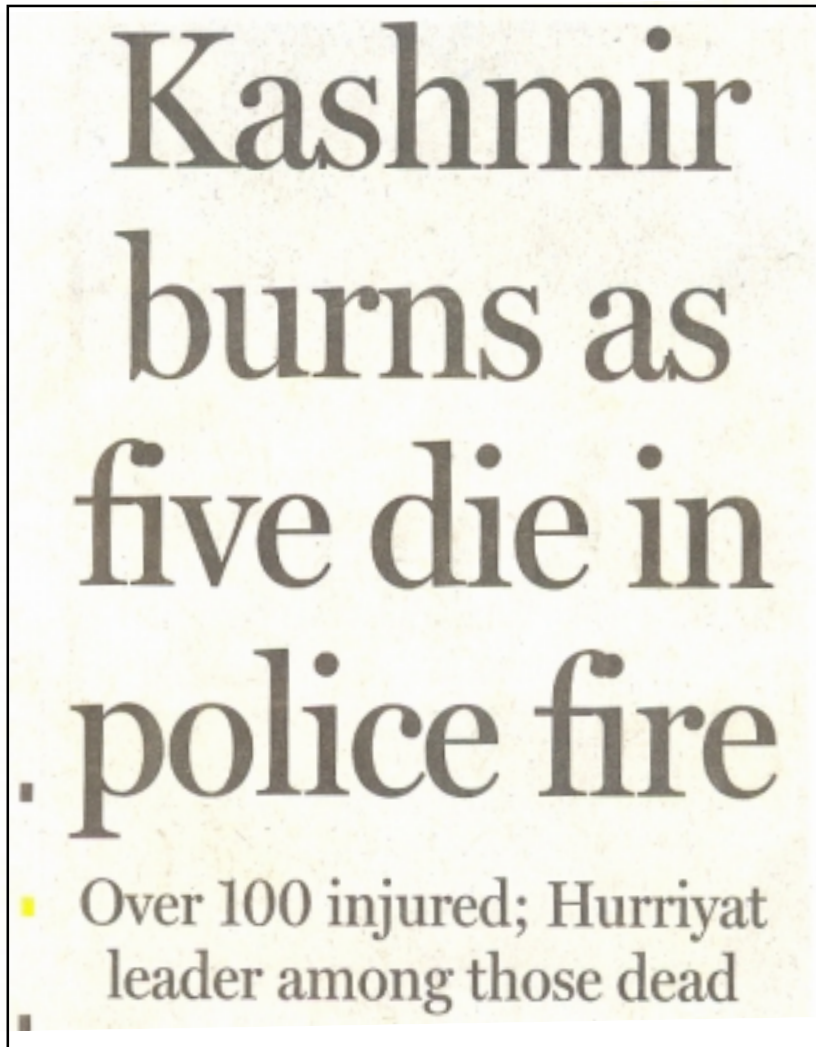 Kashmir
burns as
five die in
police fire
Over 100 injured; Hurriyat
leader among those dead